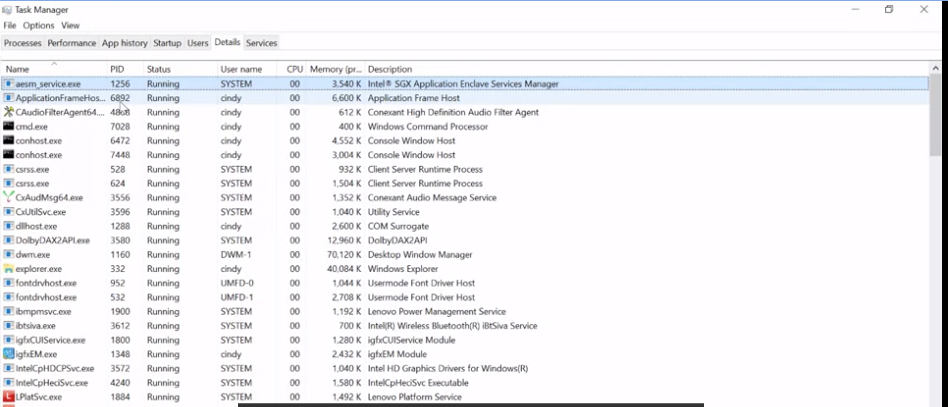 Task Manager
File Options View
Processes Performance App history Startup Users Details Services
Name PID Status User name CPU Memory (pr... Description
aesm_service.exe 1256 Running SYSTEM 00 3,540 K Intel® SGX Application Enclave Services Manager
ApplicationFrameHos... 6892 Running cindy 00 6,600 K Application Frame Host
CAudioFilterAgent64.... 4868 Running cindy 00 612 K Conexant High Definition Audio Filter Agent
cmd.exe 7028 Running cindy 00 400 K Windows Command Processor
conhost.exe 6472 Running cindy 00 4,552 K Console Window Host
conhost.exe 7448 Running cindy 00 3,004 K Console Window Host
csrss.exe 528 Running SYSTEM 00 932 K Client Server Runtime Process
csrss.exe 624 Running SYSTEM 00 1,504 K Client Server Runtime Process
CxAudMsg64.exe 3556 Running SYSTEM 00 1,352 K Conexant Audio Message Service
CxUtilSvc.exe 3596 Running SYSTEM 00 1,040 K Utility Service
dllhost.exe 1288 Running cindy 00 2,600 K COM Surrogate
DolbyDAX2API.exe 3580 Running SYSTEM 00 12,960 K DolbyDAX2API
dwm.exe 1160 Running DWM-1 00 70,120 K Desktop Window Manager
explorer.exe 332 Running cindy 00 40,084 K Windows Explorer
fontdrvhost.exe 952 Running UMFD-0 00 1,044 K Usermode Font Driver Host
fontdrvhost.exe 532 Running UMFD-1 00 2,708 K Usermode Font Driver Host
ibmpmsvc.exe 1900 Running SYSTEM 00 1,192 K Lenovo Power Management Service
ibtsiva.exe 3612 Running SYSTEM 00 700 K Intel(R) Wireless Bluetooth(R) iBtSiva Service
igfxCUIService.exe 1800 Running SYSTEM 00 1,280 K igfxCUIService Module
igfxEM.exe 1348 Running cindy 00 2,432 K igfxEM Module
IntelCpHDCPSvc.exe 3572 Running SYSTEM 00 1,040 K Intel HD Graphics Drivers for Windows(R)
IntelCpHeciSvc.exe 4240 Running SYSTEM 00 1,580 K IntelCpHeciSvc Executable
LPlatSvc.exe 1884 Running SYSTEM 00 1,492 K Lenovo Platform Service